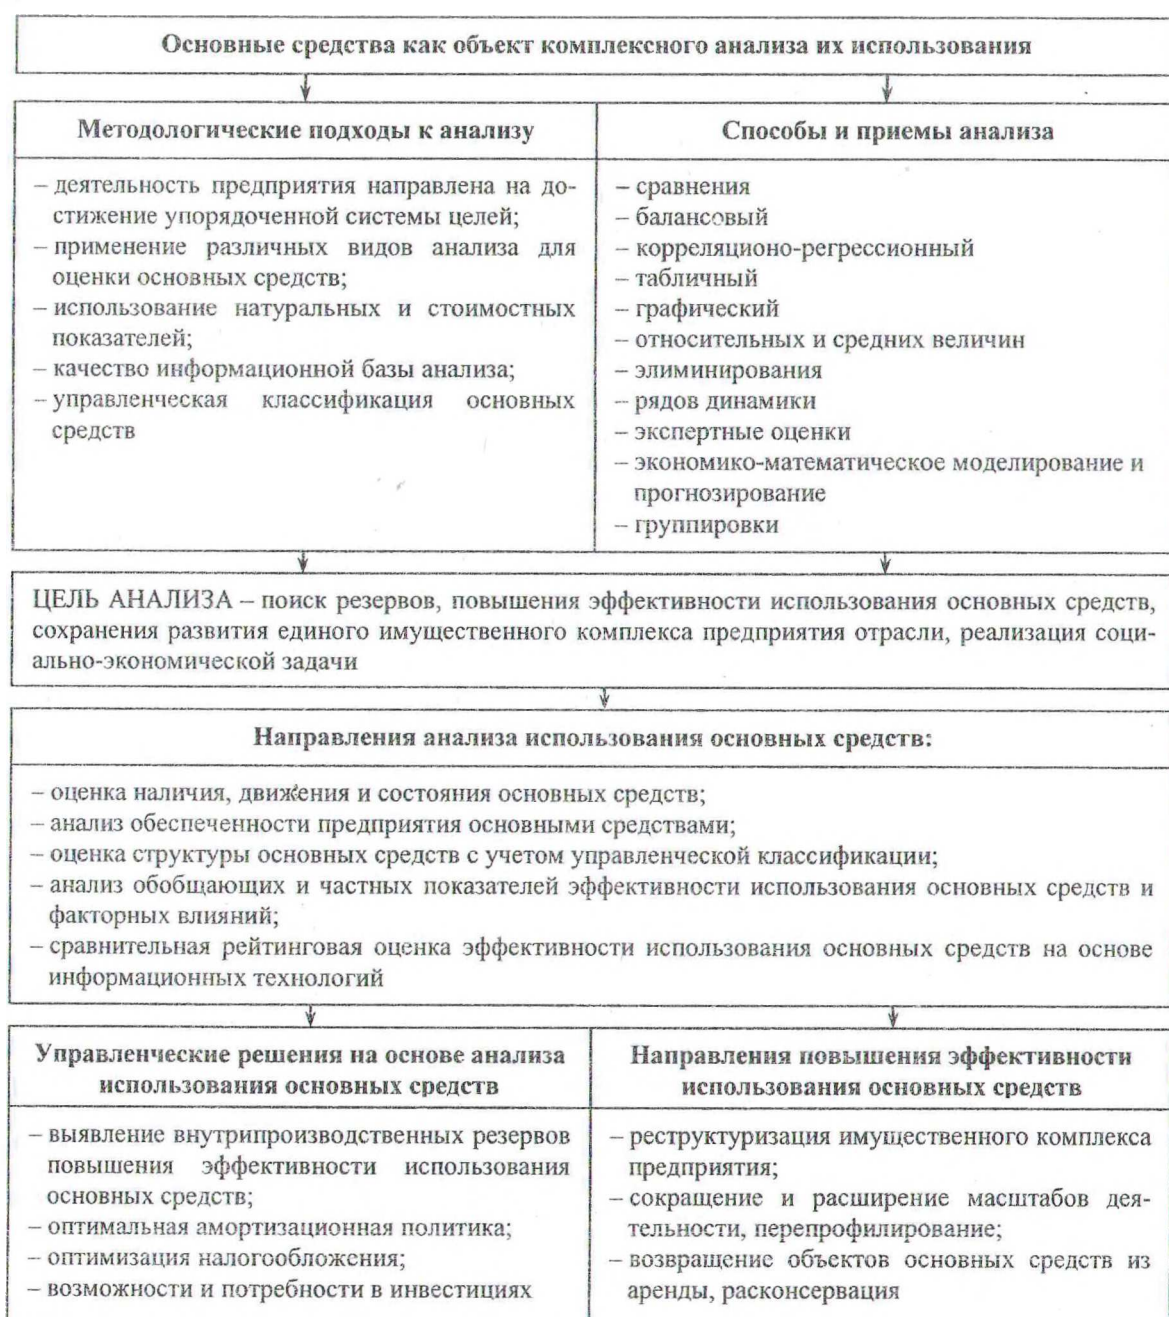 Основные средства как объект комплексного анализа их использования
Методологические подходы к анализу
– деятельность предприятия направлена на до-
стижение упорядоченной системы целей;
– применение различных видов анализа для
оценки основных средств;
– использование натуральных и стоимостных
показателей;
– качество информационной базы анализа;
– управленческая классификация основных
средств
Способы и приемы анализа
– сравнения
– балансовый
– корреляционо-регрессионный
– табличный
– графический
– относительных и средних величин
– элиминирования
– рядов динамики
– экспертные оценки
– экономико-математическое моделирование и
прогнозирование
– группировки
ЦЕЛЬ АНАЛИЗА – поиск резервов, повышения эффективности использования основных средств,
сохранения развития единого имущественного комплекса предприятия отрасли, реализация соци-
ально-экономической задачи
Направления анализа использования основных средств:
– оценка наличия, движения и состояния основных средств;
– анализ обеспеченности предприятия основными средствами;
– оценка структуры основных средств с учетом управленческой классификации;
– анализ обобщающих и частных показателей эффективности использования основных средств и
факторных влияний;
– сравнительная рейтинговая оценка эффективности использования основных средств на основе
информационных технологий
Управленческие решения на основе анализа
использования основных средств
– выявление внутрипроизводственных резервов
повышения эффективности использования
основных средств;
– оптимальная амортизационная политика;
– оптимизация налогообложения;
– возможности и потребности в инвестициях
Направления повышения эффективности
использования основных средств
– реструктуризация имущественного комплекса
предприятия;
– сокращение и расширение масштабов дея-
тельности, перепрофилирование;
– возвращение объектов основных средств из
аренды, расконсервация